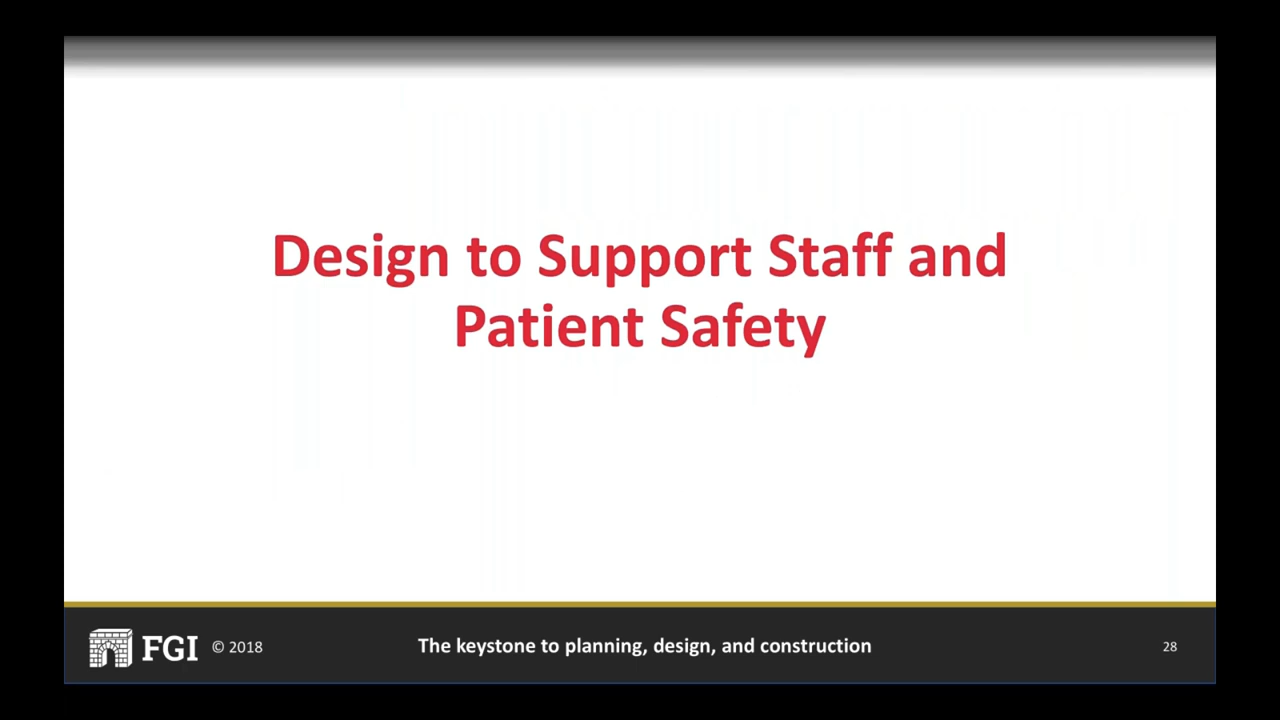 Design to Support Staff and
Patient Safety
FGI © 2018
The keystone to planning, design, and construction
28